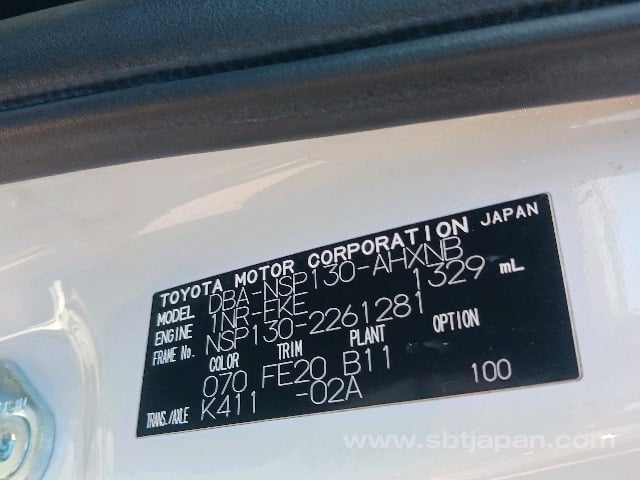 TOYOTA MOTOR CORPORATION JAPAN
MODEL DBA-NSP130-AHXNB
ENGINE 1NR-FKE 1329 mL
FRAME No. NSP130-2261281
COLOR TRIM PLANT OPTION
070 FE20 B11
TRANS./AXLE K411 -02A 100
www.sbtjapan.com